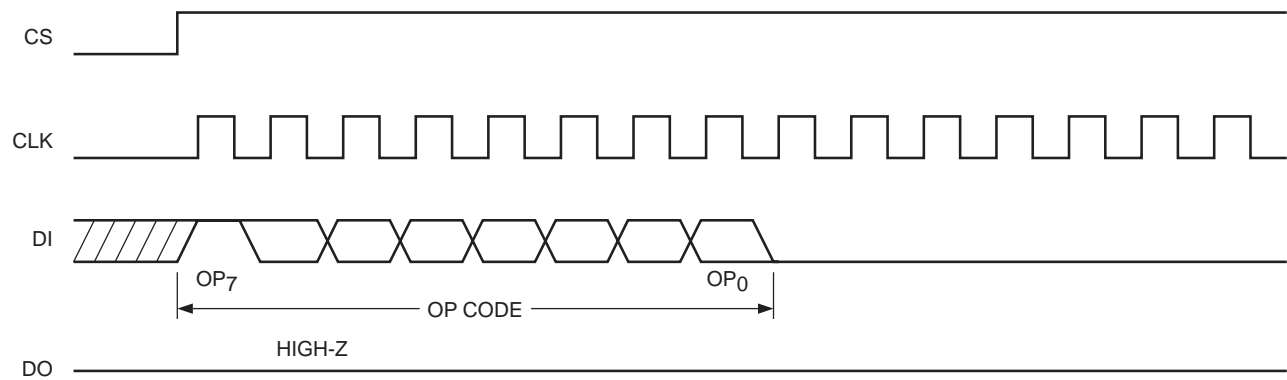 CS
CLK
DI
OP7 OP0
OP CODE
HIGH-Z
DO